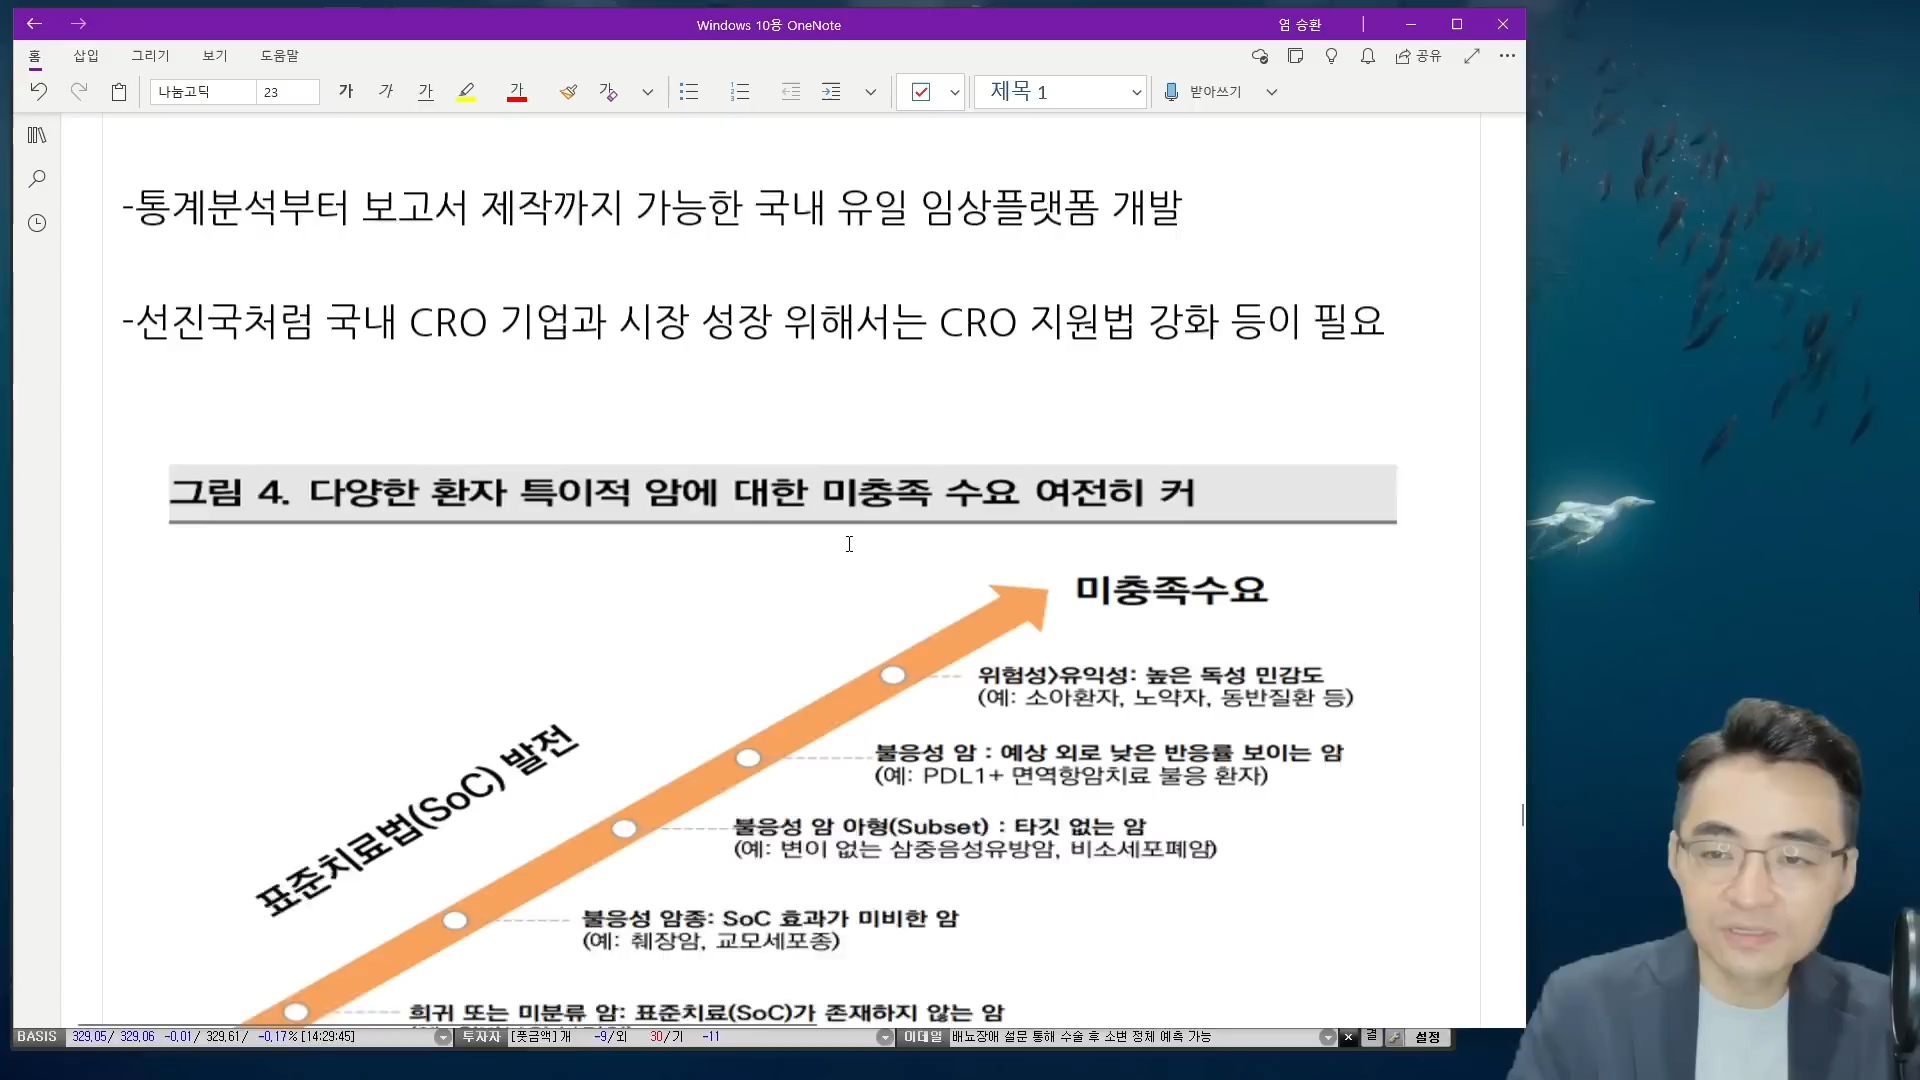 Windows 10용 OneNote
염 승환
홈 삽입 그리기 보기 도움말
공유
나눔고딕 23 가 가 가 가 가 제목 1 받아쓰기
-통계분석부터 보고서 제작까지 가능한 국내 유일 임상플랫폼 개발
-선진국처럼 국내 CRO 기업과 시장 성장 위해서는 CRO 지원법 강화 등이 필요
그림 4. 다양한 환자 특이적 암에 대한 미충족 수요 여전히 커
미충족수요
위험성>유익성: 높은 독성 민감도
(예: 소아환자, 노약자, 동반질환 등)
표준치료법(SoC) 발전
불응성 암 : 예상 외로 낮은 반응률 보이는 암
(예: PDL1+ 면역항암치료 불응 환자)
불응성 암 아형(Subset) : 타깃 없는 암
(예: 변이 없는 삼중음성유방암, 비소세포폐암)
불응성 암종: SoC 효과가 미비한 암
(예: 췌장암, 교모세포종)
희귀 또는 미분류 암: 표준치료(SoC)가 존재하지 않는 암
BASIS 329,05/ 329,06 -0,01/ 329,61/ -0,17% [14:29:45] 투자자 [풋금액] 개 -9/외 30/기 -11 이데일 배뇨장애 설문 통해 수술 후 소변 정체 예측 가능 결 설정